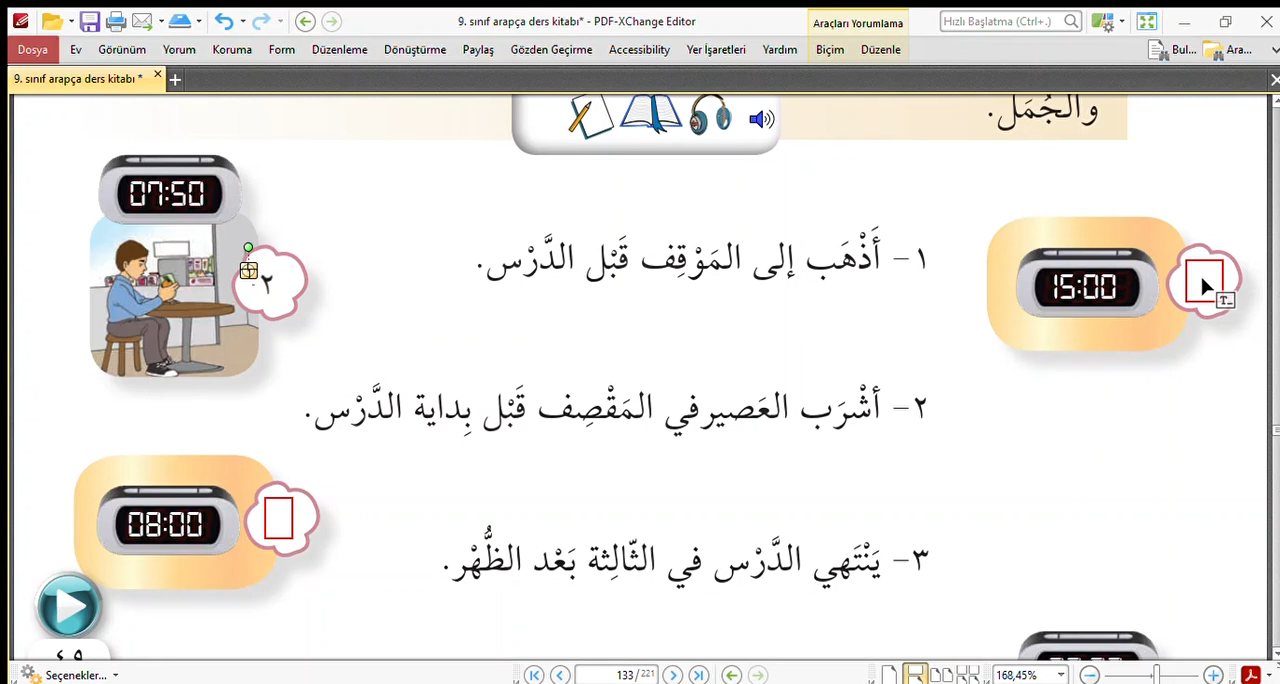 9. sınıf arapça ders kitabı* - PDF-XChange Editor
Araçları Yorumlama
Hızlı Başlatma (Ctrl+.)
Dosya Ev Görünüm Yorum Koruma Form Düzenleme Dönüştürme Paylaş Gözden Geçirme Accessibility Yer İşaretleri Yardım Biçim Düzenle Bul... Ara...
9. sınıf arapça ders kitabı *
والجُمَل.
07:50
٢
١- أَذْهَب إلى المَوْقِف قَبْل الدَّرْس.
15:00
٢- أشْرَب العَصير في المَقْصِف قَبْل بِداية الدَّرْس.
08:00
٣- يَنْتَهي الدَّرْس في الثّالِثة بَعْد الظُّهْر.
Seçenekler...
133 / 221
168,45%